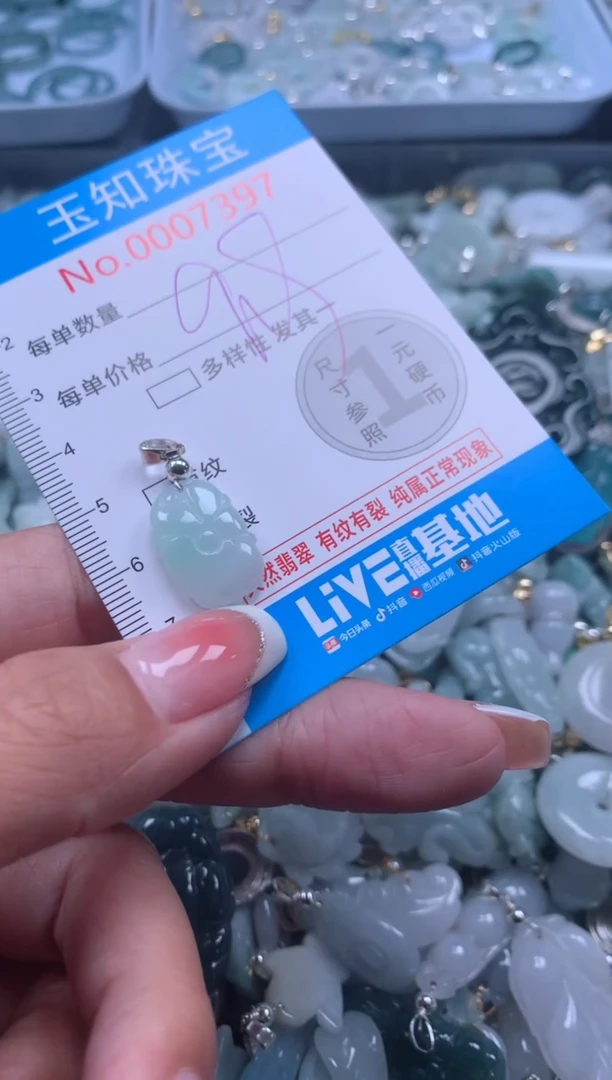 玉知珠宝
No.0007397
每单数量
98
每单价格
多样性 发其一
尺寸参照
1
一元硬币
2
3
4
5
6
7
纹
裂
然翡翠 有纹有裂 纯属正常现象
LiVE直播基地
今日头条 抖音 西瓜视频 抖音火山版